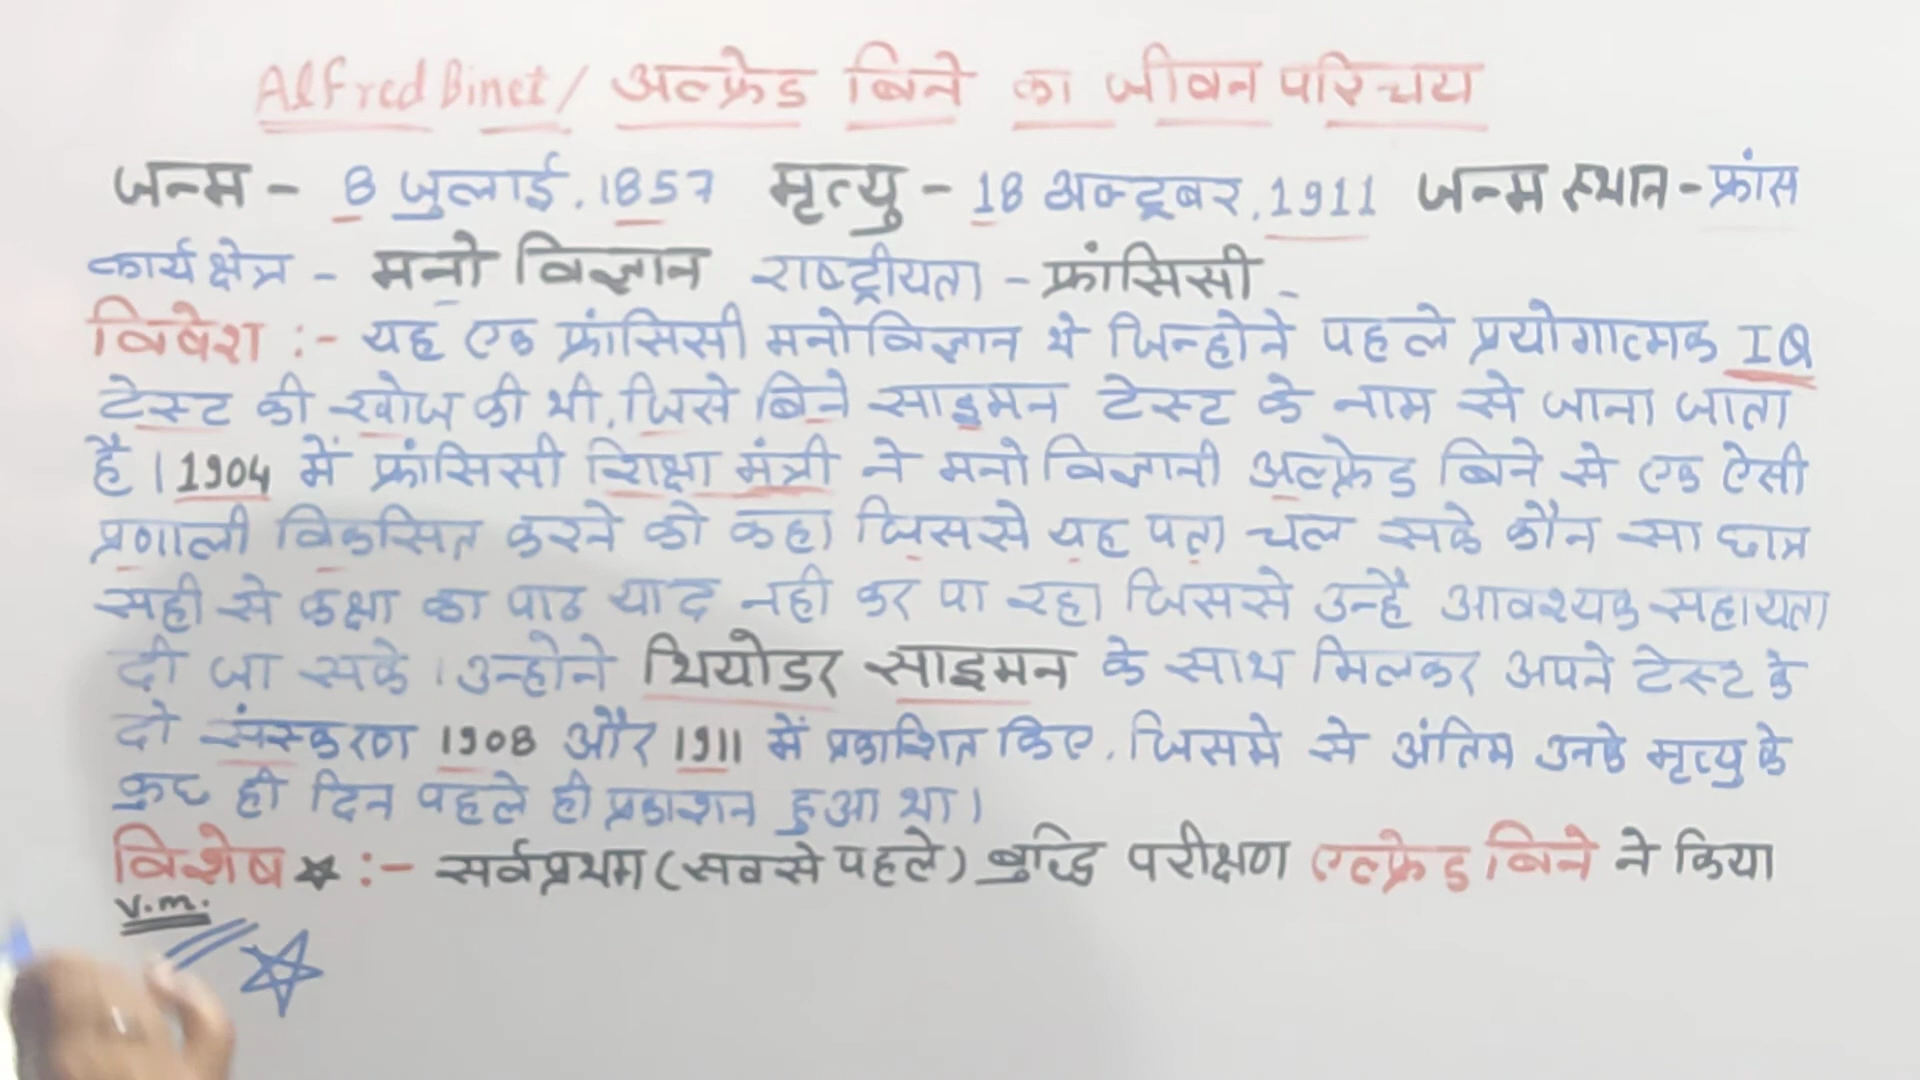 Alfred Binet / अल्फ्रेड बिने का जीवन परिचय
जन्म - 8 जुलाई, 1857 मृत्यु - 18 अक्टूबर, 1911 जन्म स्थान - फ्रांस
कार्य क्षेत्र - मनो विज्ञान राष्ट्रीयता - फ्रांसिसी -
विषेश :- यह एक फ्रांसिसी मनोविज्ञान थे जिन्होने पहले प्रयोगात्मक IQ
टेस्ट की खोज की थी, जिसे बिने साइमन टेस्ट के नाम से जाना जाता
है। 1904 में फ्रांसिसी शिक्षा मंत्री ने मनो विज्ञानी अल्फ्रेड बिने से एक ऐसी
प्रणाली विकसित करने को कहा जिससे यह पता चल सके कौन सा छात्र
सही से कक्षा का पाठ याद नही कर पा रहा जिससे उन्है आवश्यक सहायता
दी जा सके। उन्होने थियोडर साइमन के साथ मिलकर अपने टेस्ट के
दो संस्करण 1908 और 1911 में प्रकाशित किए, जिसमे से अंतिम उनके मृत्यु के
कुछ ही दिन पहले ही प्रकाशन हुआ था।
विशेष :- सर्वप्रथम (सबसे पहले) बुद्धि परीक्षण एल्फ्रेड बिने ने किया
V.m.